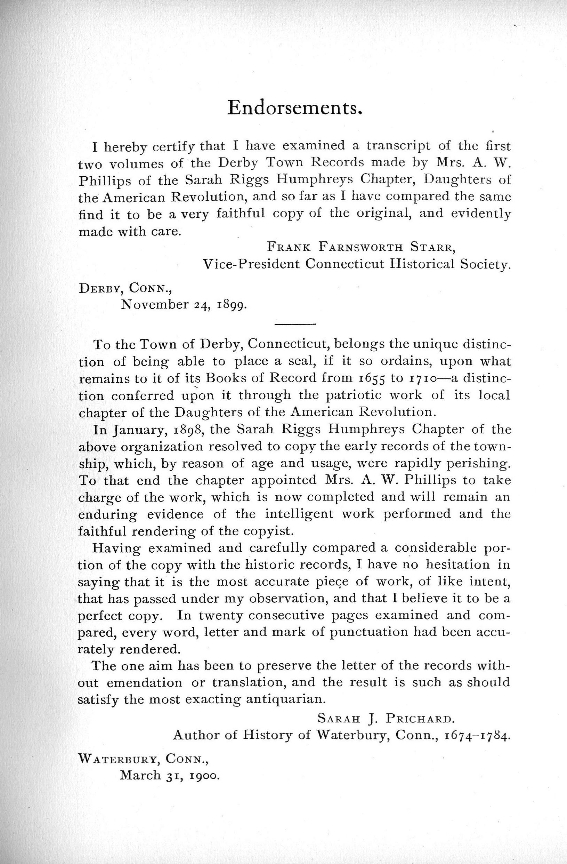 Endorsements.
I hereby certify that I have examined a transcript of the first
two volumes of the Derby Town Records made by Mrs. A. W.
Phillips of the Sarah Riggs Humphreys Chapter, Daughters of
the American Revolution, and so far as I have compared the same
find it to be a very faithful copy of the original, and evidently
made with care.
Frank Farnsworth Starr,
Vice-President Connecticut Historical Society.
Derby, Conn.,
November 24, 1899.
To the Town of Derby, Connecticut, belongs the unique distinc-
tion of being able to place a seal, if it so ordains, upon what
remains to it of its Books of Record from 1655 to 1710—a distinc-
tion conferred upon it through the patriotic work of its local
chapter of the Daughters of the American Revolution.
In January, 1898, the Sarah Riggs Humphreys Chapter of the
above organization resolved to copy the early records of the town-
ship, which, by reason of age and usage, were rapidly perishing.
To that end the chapter appointed Mrs. A. W. Phillips to take
charge of the work, which is now completed and will remain an
enduring evidence of the intelligent work performed and the
faithful rendering of the copyist.
Having examined and carefully compared a considerable por-
tion of the copy with the historic records, I have no hesitation in
saying that it is the most accurate piece of work, of like intent,
that has passed under my observation, and that I believe it to be a
perfect copy. In twenty consecutive pages examined and com-
pared, every word, letter and mark of punctuation had been accu-
rately rendered.
The one aim has been to preserve the letter of the records with-
out emendation or translation, and the result is such as should
satisfy the most exacting antiquarian.
Sarah J. Prichard.
Author of History of Waterbury, Conn., 1674–1784.
Waterbury, Conn.,
March 31, 1900.